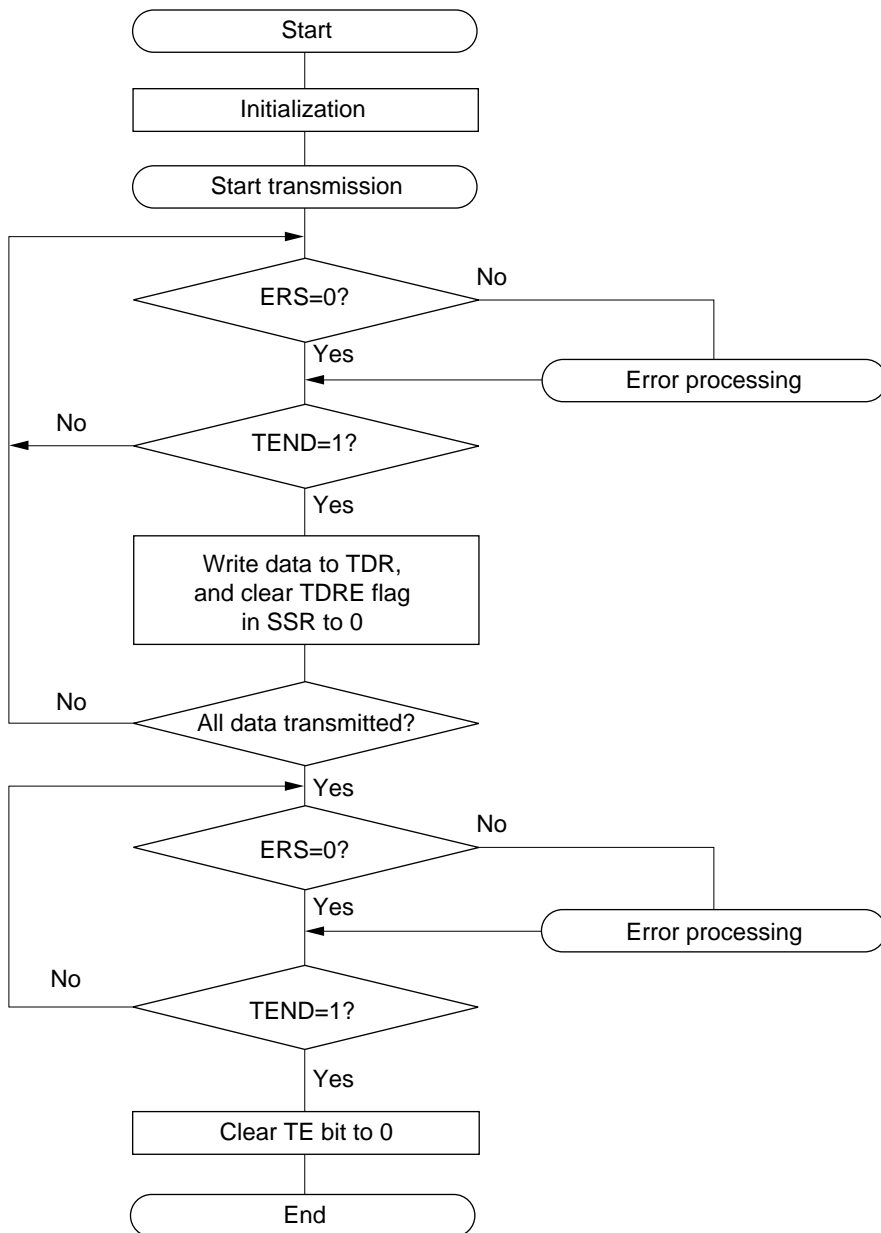 Start
Initialization
Start transmission
ERS=0?
No
Yes
Error processing
No
TEND=1?
Yes
Write data to TDR,
and clear TDRE flag
in SSR to 0
No
All data transmitted?
Yes
ERS=0?
No
Yes
Error processing
No
TEND=1?
Yes
Clear TE bit to 0
End